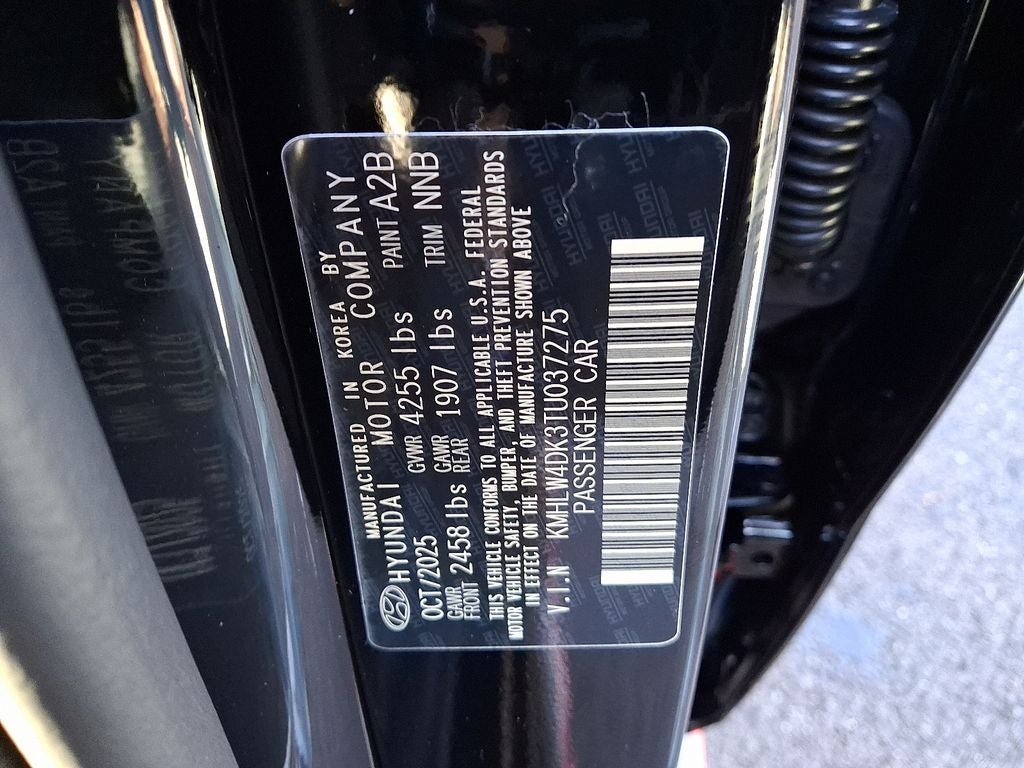 MANUFACTURED IN KOREA BY
HYUNDAI MOTOR COMPANY
OCT/2025 GVWR 4255 lbs PAINT A2B
GAWR FRONT 2458 lbs GAWR REAR 1907 lbs TRIM NNB
THIS VEHICLE CONFORMS TO ALL APPLICABLE U.S.A. FEDERAL
MOTOR VEHICLE SAFETY, BUMPER, AND THEFT PREVENTION STANDARDS
IN EFFECT ON THE DATE OF MANUFACTURE SHOWN ABOVE
V.I.N KMHLW4DK3TU037275
PASSENGER CAR